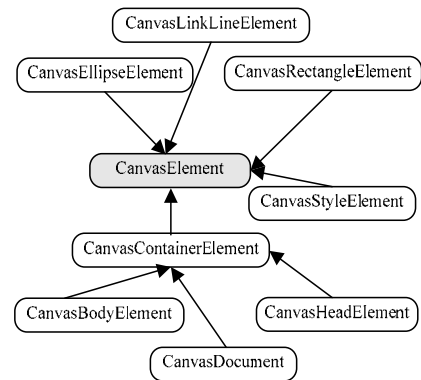 CanvasLinkLineElement
CanvasEllipseElement
CanvasRectangleElement
CanvasElement
CanvasStyleElement
CanvasContainerElement
CanvasBodyElement
CanvasHeadElement
CanvasDocument